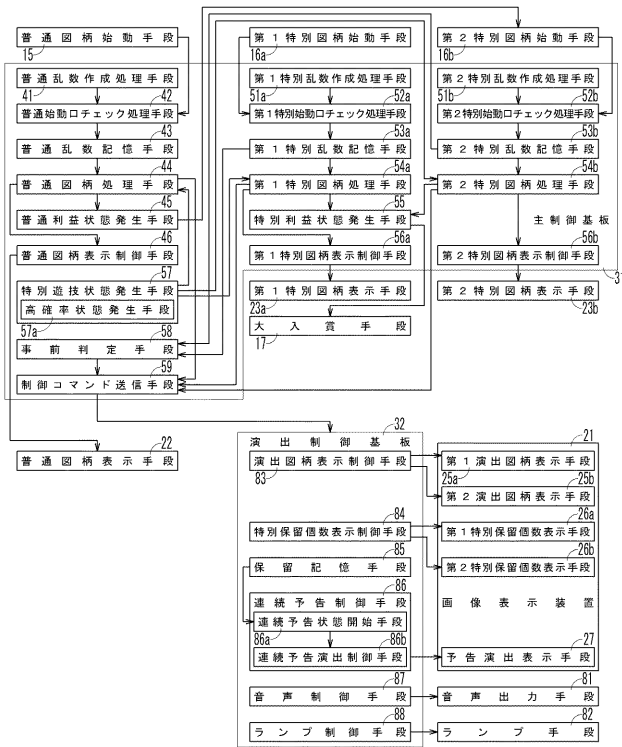 普通図柄始動手段
15
第1特別図柄始動手段
16a
第2特別図柄始動手段
16b
普通乱数作成処理手段
41
第1特別乱数作成処理手段
51a
第2特別乱数作成処理手段
51b
42
普通始動口チェック処理手段
52a
第1特別始動口チェック処理手段
52b
第2特別始動口チェック処理手段
43
普通乱数記憶手段
53a
第1特別乱数記憶手段
53b
第2特別乱数記憶手段
44
普通図柄処理手段
54a
第1特別図柄処理手段
54b
第2特別図柄処理手段
45
普通利益状態発生手段
55
特別利益状態発生手段
主制御基板
46
普通図柄表示制御手段
56a
第1特別図柄表示制御手段
56b
第2特別図柄表示制御手段
57
特別遊技状態発生手段
31
高確率状態発生手段
57a
第1特別図柄表示手段
23a
第2特別図柄表示手段
23b
58
大入賞手段
17
事前判定手段
59
制御コマンド送信手段
22
普通図柄表示手段
32
演出制御基板
演出図柄表示制御手段
83
21
第1演出図柄表示手段
25a
25b
第2演出図柄表示手段
84
特別保留個数表示制御手段
26a
第1特別保留個数表示手段
85
保留記憶手段
26b
第2特別保留個数表示手段
86
連続予告制御手段
画像表示装置
連続予告状態開始手段
86a
86b
連続予告演出制御手段
27
予告演出表示手段
87
音声制御手段
81
音声出力手段
88
ランプ制御手段
82
ランプ手段